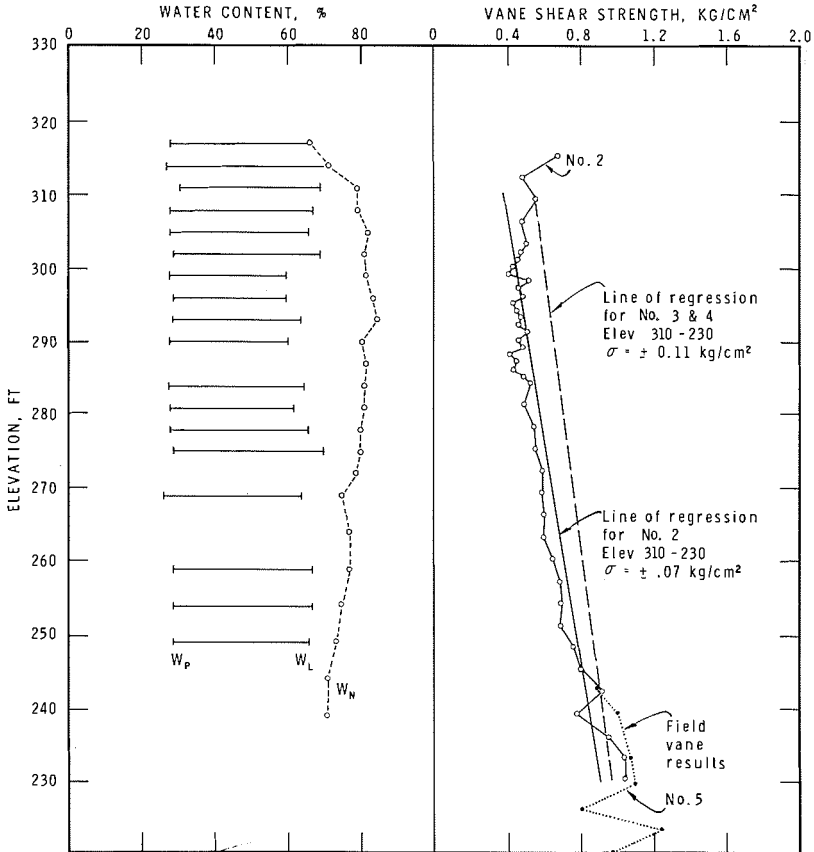 WATER CONTENT, %
VANE SHEAR STRENGTH, KG/CM²
0 20 40 60 80 0 0.4 0.8 1.2 1.6 2.0
330
320
310
300
290
280
270
260
250
240
230
ELEVATION, FT
No. 2
Line of regression
for No. 3 & 4
Elev 310-230
σ = ± 0.11 kg/cm²
Line of regression
for No. 2
Elev 310-230
σ = ± .07 kg/cm²
W_P W_L W_N
Field
vane
results
No. 5